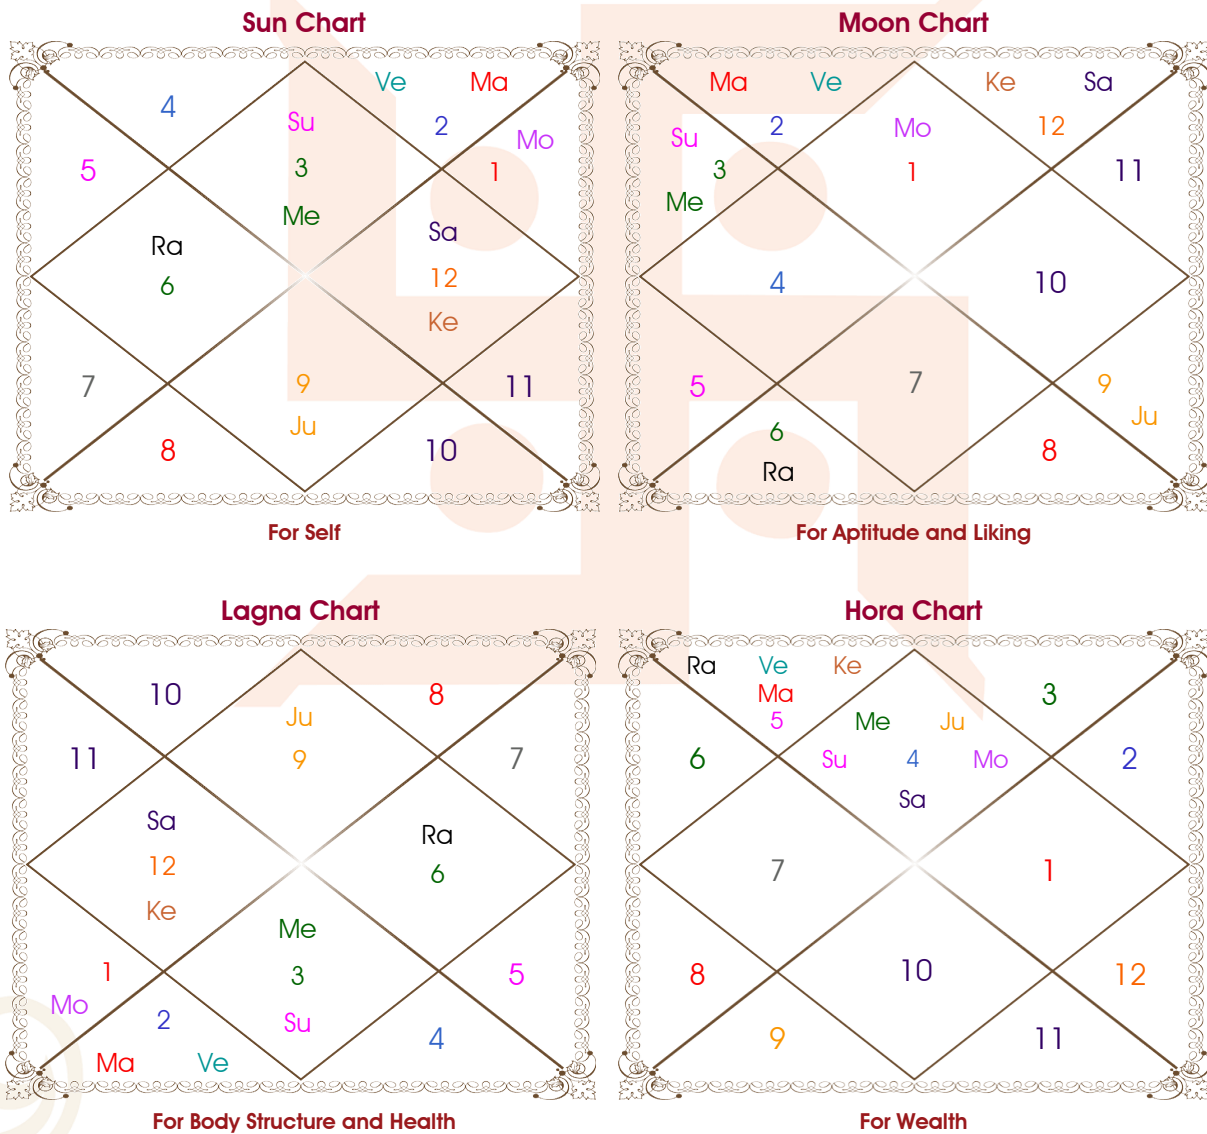 Sun Chart
Ve Ma
4
Su
2
Mo
5
3
1
Me
Ra
Sa
6
12
Ke
7
9
11
Ju
8
10
For Self
Moon Chart
Ma Ve Ke Sa
2
Mo
12
Su
3
1
11
Me
4
10
5
7
9
Ju
6
8
Ra
For Aptitude and Liking
Lagna Chart
10
8
Ju
11
9
7
Sa
Ra
12
6
Ke
Me
1
3
5
Mo
2
Su
4
Ma Ve
For Body Structure and Health
Hora Chart
Ra Ve Ke
Ma
3
5
Me Ju
6
Su 4 Mo
2
Sa
7
1
8
10
12
9
11
For Wealth